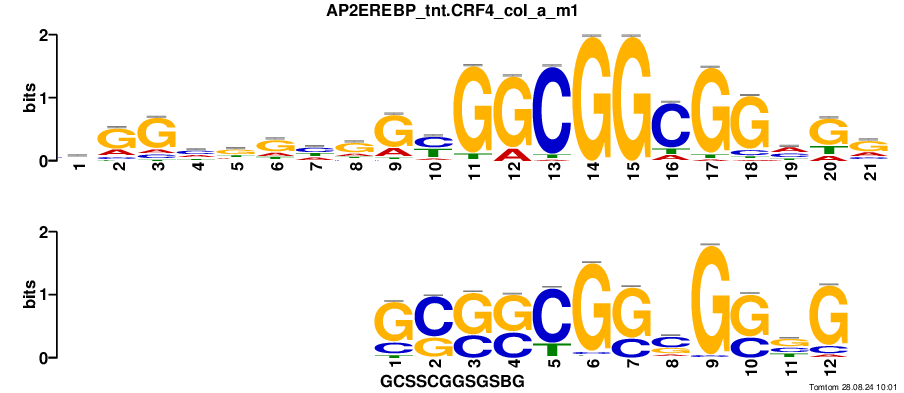 AP2EREBP_tnt.CRF4_col_a_m1
bits
2
1
0
1 2 3 4 5 6 7 8 9 10 11 12 13 14 15 16 17 18 19 20 21
bits
2
1
0
1 2 3 4 5 6 7 8 9 10 11 12
GCSSCGGSGSBG
Tomtom 28.08.24 10:01